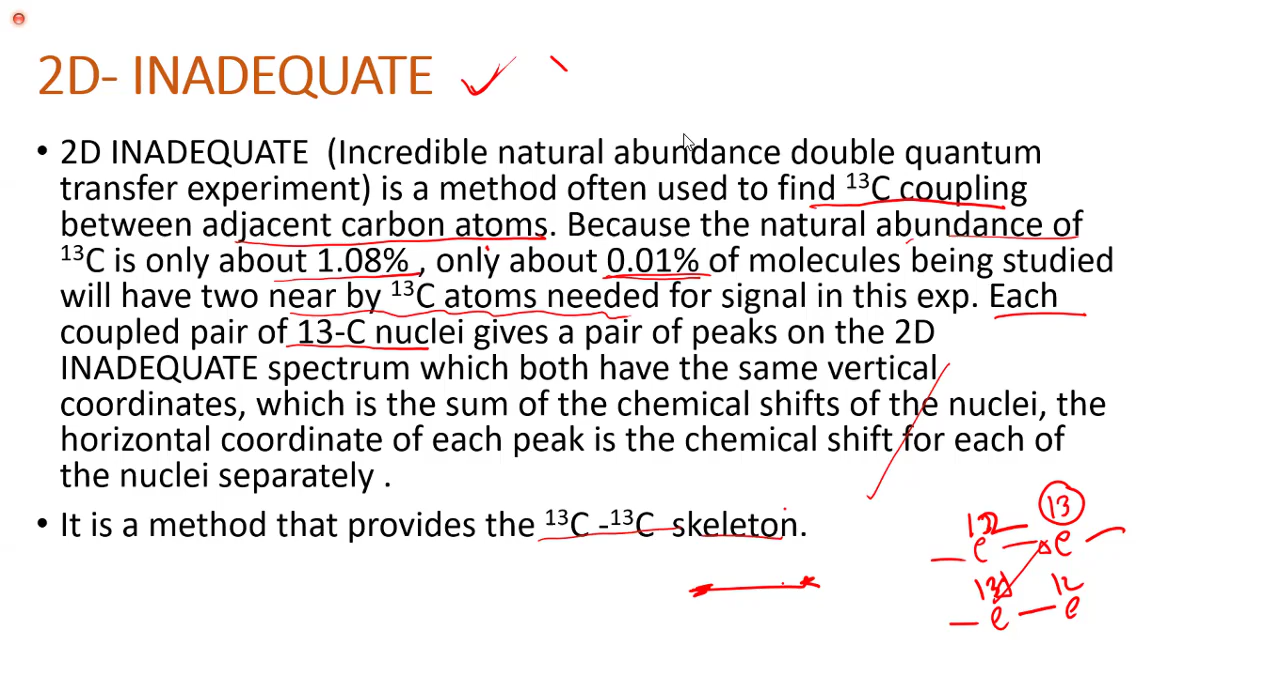 2D- INADEQUATE
• 2D INADEQUATE (Incredible natural abundance double quantum
transfer experiment) is a method often used to find ¹³C coupling
between adjacent carbon atoms. Because the natural abundance of
¹³C is only about 1.08% , only about 0.01% of molecules being studied
will have two near by ¹³C atoms needed for signal in this exp. Each
coupled pair of 13-C nuclei gives a pair of peaks on the 2D
INADEQUATE spectrum which both have the same vertical
coordinates, which is the sum of the chemical shifts of the nuclei, the
horizontal coordinate of each peak is the chemical shift for each of
the nuclei separately .
• It is a method that provides the ¹³C -¹³C skeleton.
13
12